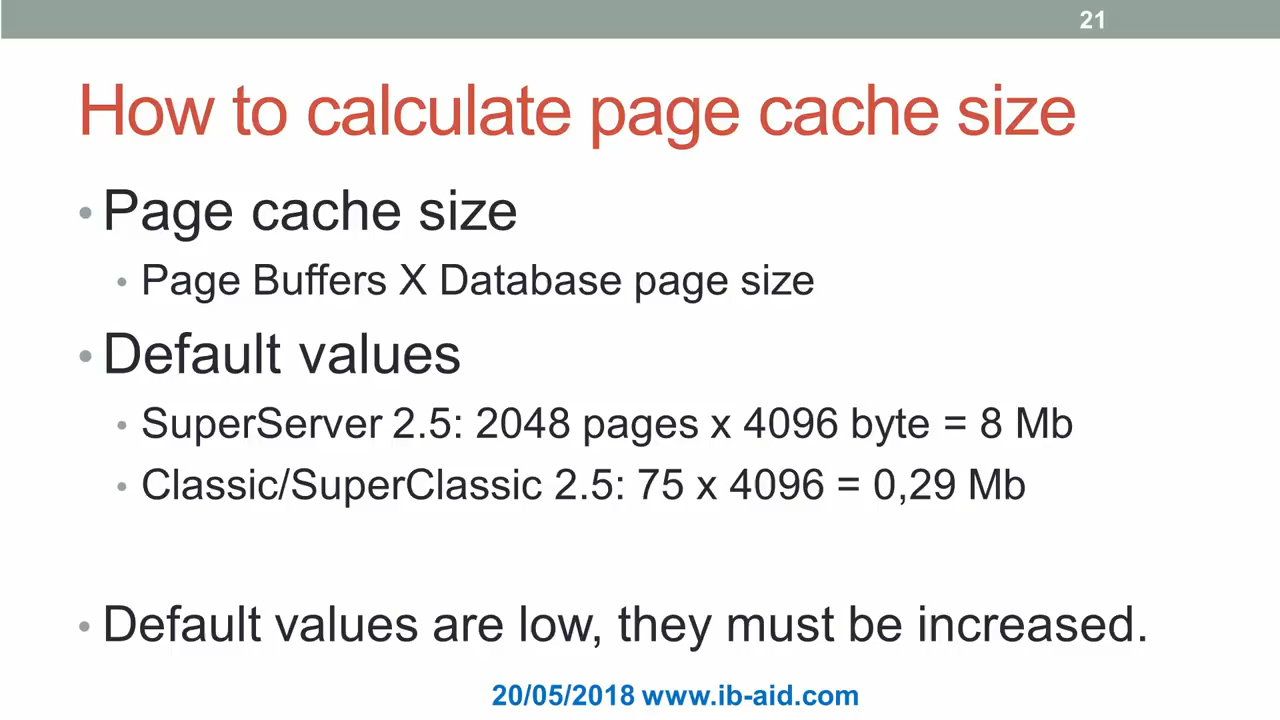 21
How to calculate page cache size
• Page cache size
• Page Buffers X Database page size
• Default values
• SuperServer 2.5: 2048 pages x 4096 byte = 8 Mb
• Classic/SuperClassic 2.5: 75 x 4096 = 0,29 Mb
• Default values are low, they must be increased.
20/05/2018 www.ib-aid.com